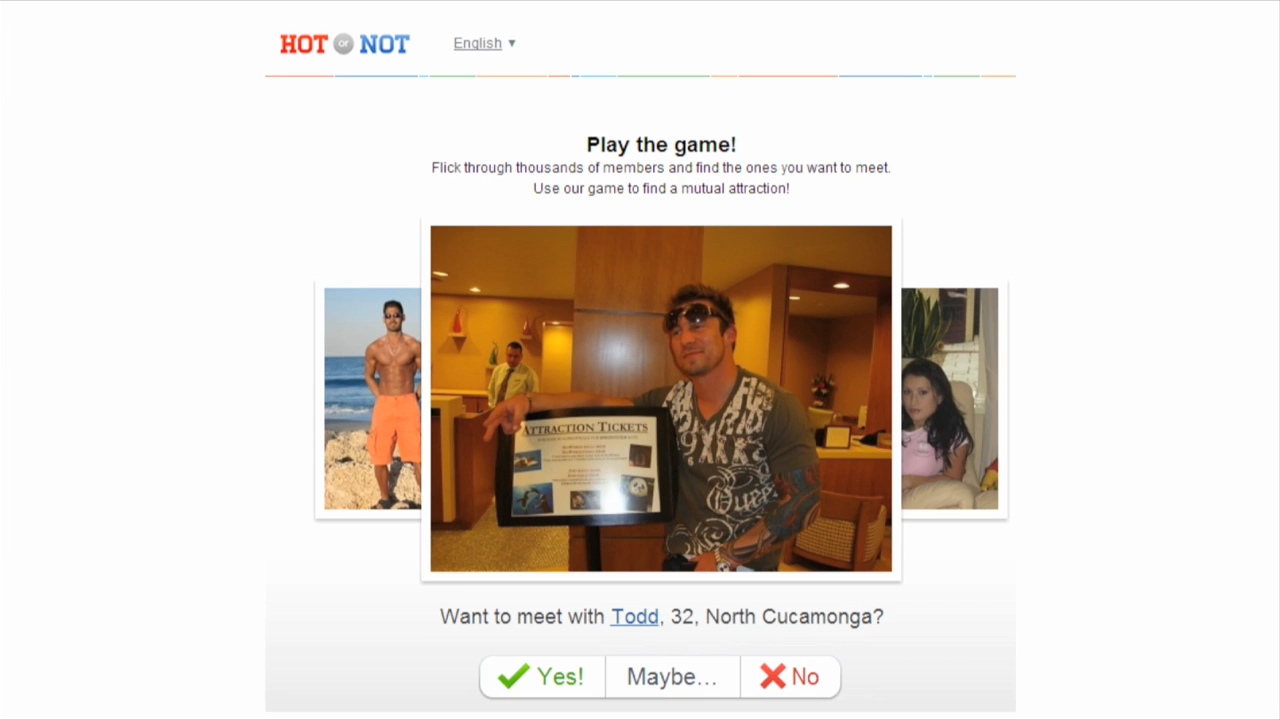 HOT or NOT
English ▼
Play the game!
Flick through thousands of members and find the ones you want to meet.
Use our game to find a mutual attraction!
ATTRACTION TICKETS
Want to meet with Todd, 32, North Cucamonga?
Yes!
Maybe...
No